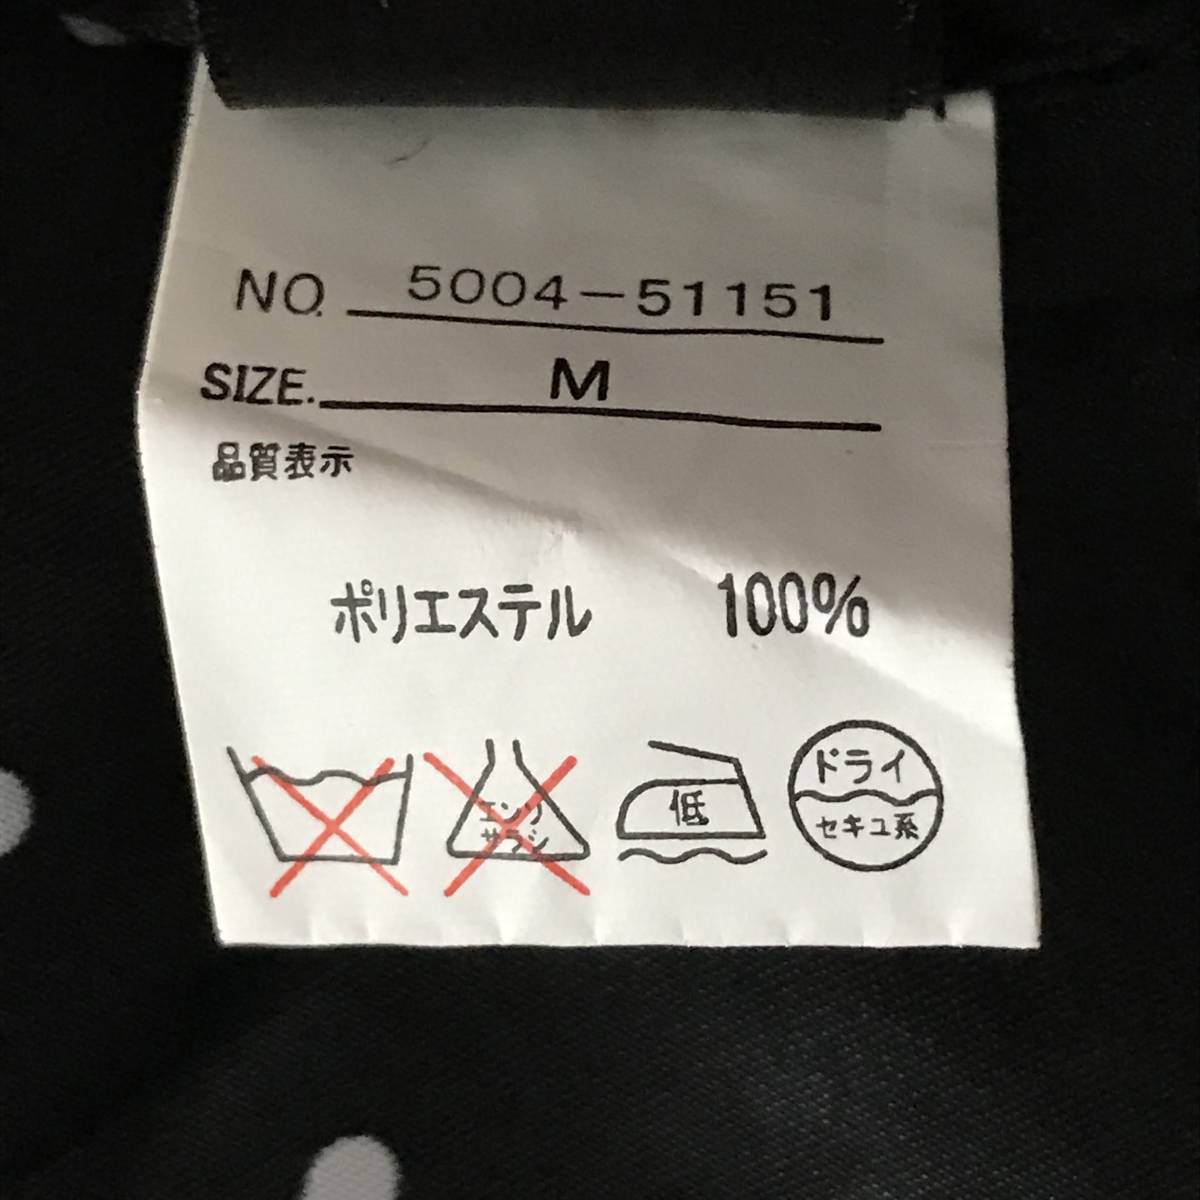 NO. 5004-51151
SIZE. M
品質表示
ポリエステル 100%
エンソ
サラシ
低
ドライ
セキユ系